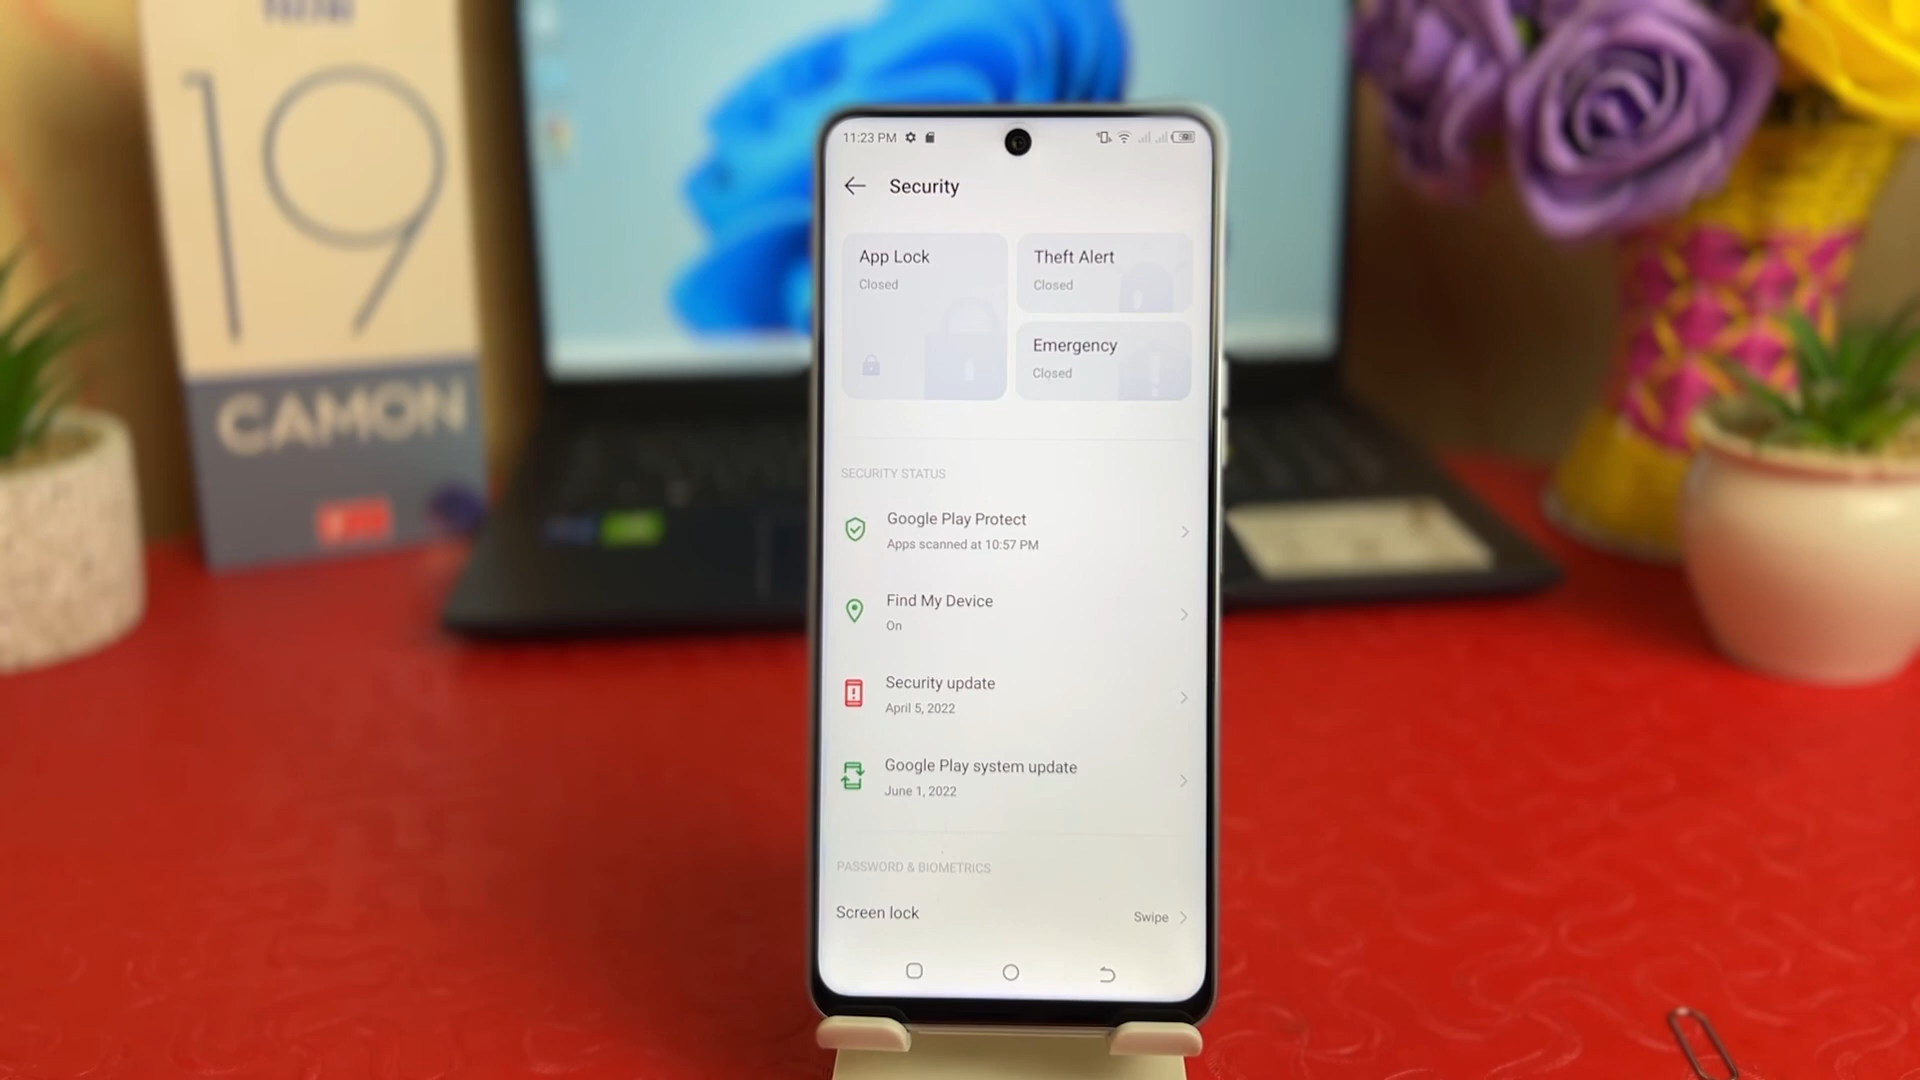 19
CAMON
11:23 PM
Security
App Lock
Closed
Theft Alert
Closed
Emergency
Closed
SECURITY STATUS
Google Play Protect
Apps scanned at 10:57 PM
Find My Device
On
Security update
April 5, 2022
Google Play system update
June 1, 2022
PASSWORD & BIOMETRICS
Screen lock
Swipe